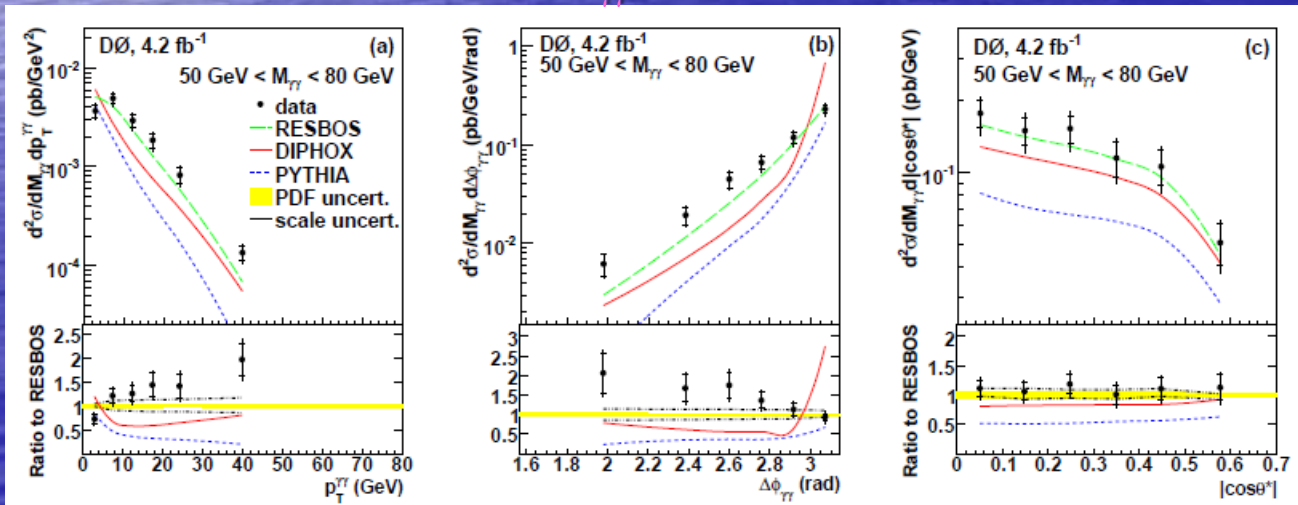 γγ
DØ, 4.2 fb⁻¹
(a)
50 GeV < Mγγ < 80 GeV
data
RESBOS
DIPHOX
PYTHIA
PDF uncert.
scale uncert.
d²σ/dMγγdpTγγ (pb/GeV²)
10⁻²
10⁻³
10⁻⁴
Ratio to RESBOS
2.5
2
1.5
1
0.5
0 10 20 30 40 50 60 70 80
pTγγ (GeV)
DØ, 4.2 fb⁻¹
(b)
50 GeV < Mγγ < 80 GeV
d²σ/dMγγdΔϕγγ (pb/GeV/rad)
1
10⁻¹
10⁻²
3
2.5
2
1.5
1
0.5
1.6 1.8 2 2.2 2.4 2.6 2.8 3
Δϕγγ (rad)
DØ, 4.2 fb⁻¹
(c)
50 GeV < Mγγ < 80 GeV
d²σ/dMγγd|cosθ*| (pb/GeV)
10⁻¹
Ratio to RESBOS
2
1.5
1
0.5
0 0.1 0.2 0.3 0.4 0.5 0.6 0.7
|cosθ*|